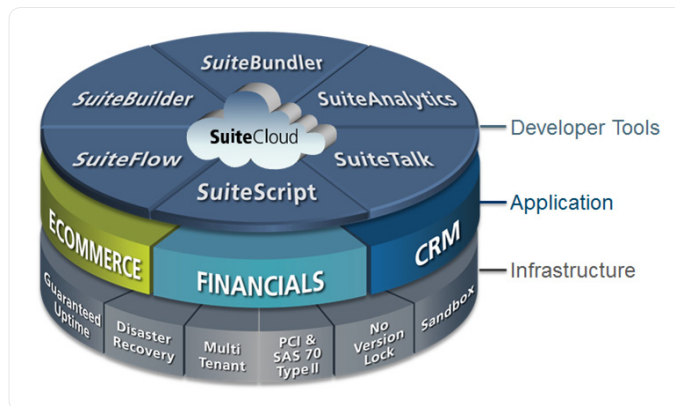 SuiteBundler
SuiteBuilder
SuiteAnalytics
SuiteCloud
SuiteFlow
SuiteTalk
SuiteScript
Developer Tools
ECOMMERCE
FINANCIALS
CRM
Application
Guaranteed
Uptime
Disaster
Recovery
Multi
Tenant
PCI &
SAS 70
Type II
No
Version
Lock
Sandbox
Infrastructure